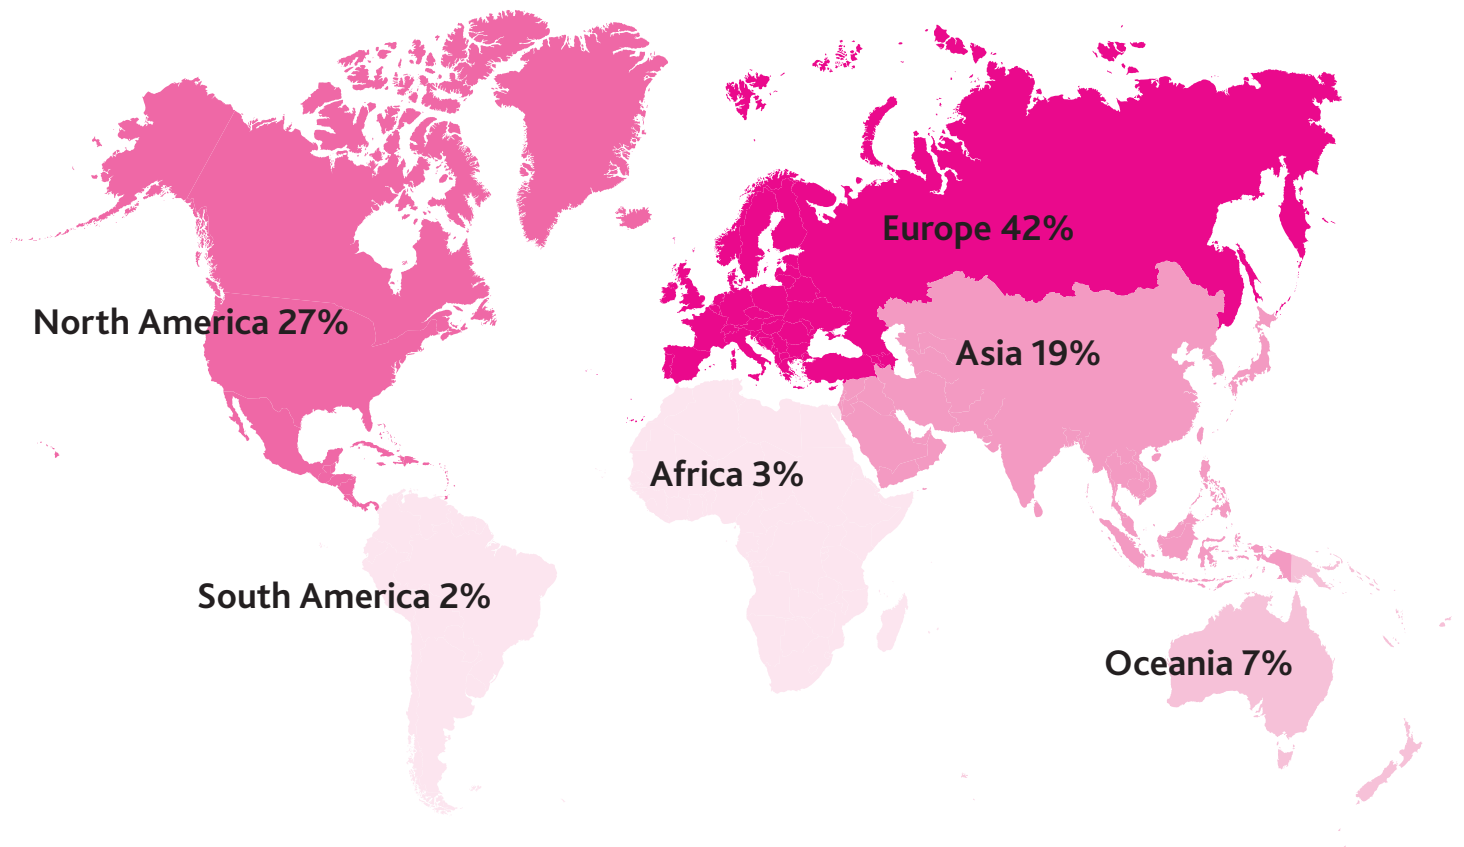 Europe 42%
North America 27%
Asia 19%
Africa 3%
South America 2%
Oceania 7%